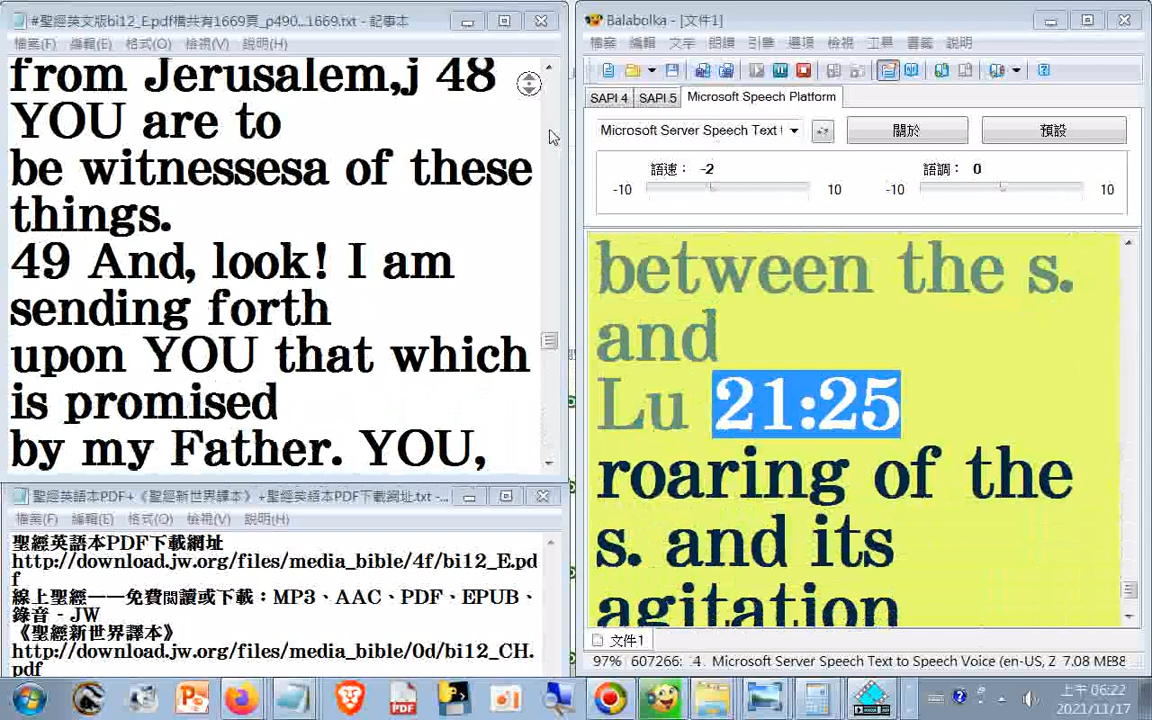 #聖經英文版bi12_E.pdf檔共有1669頁_p490...1669.txt - 記事本
檔案(F) 編輯(E) 格式(O) 檢視(V) 說明(H)
from Jerusalem,j 48
YOU are to
be witnessesa of these
things.
49 And, look! I am
sending forth
upon YOU that which
is promised
by my Father. YOU,
聖經英語本PDF+《聖經新世界譯本》+聖經英語本PDF下載網址.txt - ...
檔案(F) 編輯(E) 格式(O) 檢視(V) 說明(H)
聖經英語本PDF下載網址
http://download.jw.org/files/media_bible/4f/bi12_E.pd
f
線上聖經——免費閱讀或下載：MP3、AAC、PDF、EPUB、
錄音 - JW
《聖經新世界譯本》
http://download.jw.org/files/media_bible/0d/bi12_CH.
pdf
Balabolka - [文件1]
檔案 編輯 文字 朗讀 引擎 選項 檢視 工具 書籤 說明
SAPI 4 SAPI 5 Microsoft Speech Platform
Microsoft Server Speech Text 關於 預設
語速： -2 語調： 0
-10 10 -10 10
between the s.
and
Lu 21:25
roaring of the
s. and its
agitation
文件1
97% 607266: Microsoft Server Speech Text to Speech Voice (en-US, Z 7.08 MB
上午 06:22
2021/11/17